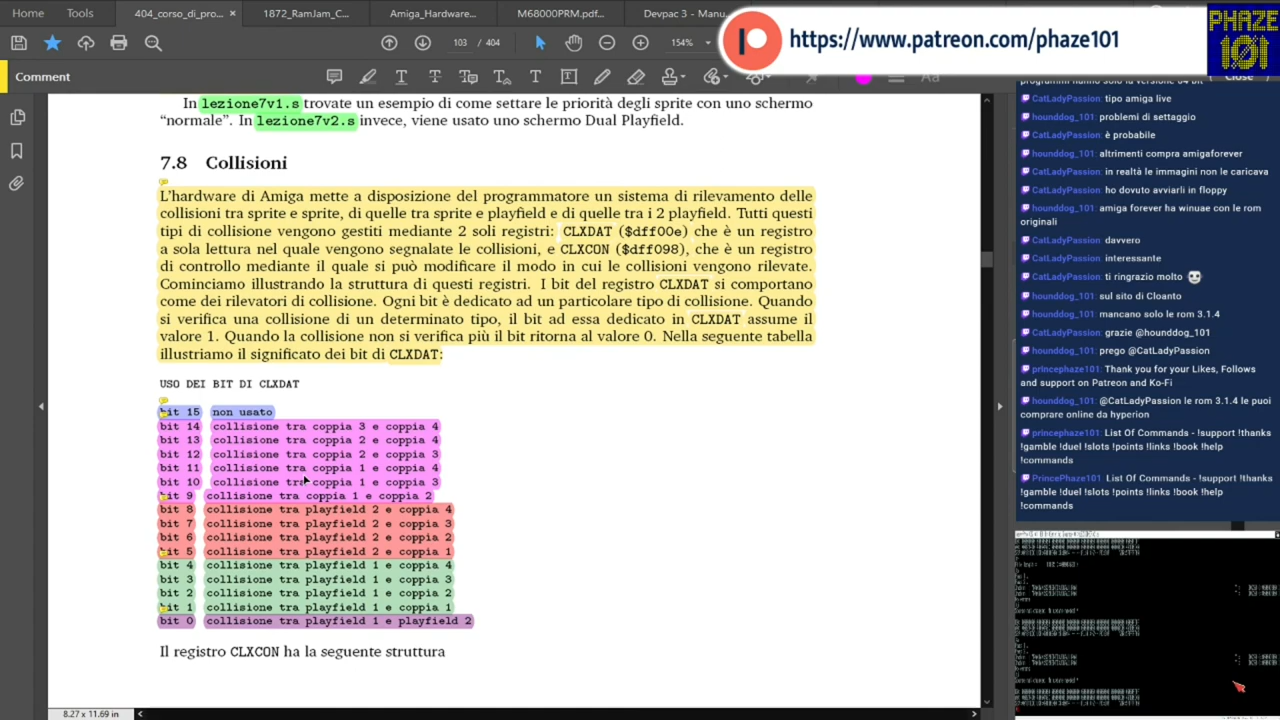 Home
Tools
404_corso_di_pro... ×
1872_RamJam_C...
Amiga_Hardware...
M68000PRM.pdf...
Devpac 3 - Manu...
https://www.patreon.com/phaze101
PHAZE
101
103 / 404
154%
Comment
Close
In lezione7v1.s trovate un esempio di come settare le priorità degli sprite con uno schermo
“normale”. In lezione7v2.s invece, viene usato uno schermo Dual Playfield.
7.8 Collisioni
L’hardware di Amiga mette a disposizione del programmatore un sistema di rilevamento delle
collisioni tra sprite e sprite, di quelle tra sprite e playfield e di quelle tra i 2 playfield. Tutti questi
tipi di collisione vengono gestiti mediante 2 soli registri: CLXDAT ($dff00e) che è un registro
a sola lettura nel quale vengono segnalate le collisioni, e CLXCON ($dff098), che è un registro
di controllo mediante il quale si può modificare il modo in cui le collisioni vengono rilevate.
Cominciamo illustrando la struttura di questi registri. I bit del registro CLXDAT si comportano
come dei rilevatori di collisione. Ogni bit è dedicato ad un particolare tipo di collisione. Quando
si verifica una collisione di un determinato tipo, il bit ad essa dedicato in CLXDAT assume il
valore 1. Quando la collisione non si verifica più il bit ritorna al valore 0. Nella seguente tabella
illustriamo il significato dei bit di CLXDAT:
USO DEI BIT DI CLXDAT
bit 15 non usato
bit 14 collisione tra coppia 3 e coppia 4
bit 13 collisione tra coppia 2 e coppia 4
bit 12 collisione tra coppia 2 e coppia 3
bit 11 collisione tra coppia 1 e coppia 4
bit 10 collisione tra coppia 1 e coppia 3
bit 9 collisione tra coppia 1 e coppia 2
bit 8 collisione tra playfield 2 e coppia 4
bit 7 collisione tra playfield 2 e coppia 3
bit 6 collisione tra playfield 2 e coppia 2
bit 5 collisione tra playfield 2 e coppia 1
bit 4 collisione tra playfield 1 e coppia 4
bit 3 collisione tra playfield 1 e coppia 3
bit 2 collisione tra playfield 1 e coppia 2
bit 1 collisione tra playfield 1 e coppia 1
bit 0 collisione tra playfield 1 e playfield 2
Il registro CLXCON ha la seguente struttura
8.27 x 11.69 in
programmi hanno solo la versione 64 bit
CatLadyPassion: tipo amiga live
hounddog_101: problemi di settaggio
CatLadyPassion: è probabile
hounddog_101: altrimenti compra amigaforever
CatLadyPassion: in realtà le immagini non le caricava
CatLadyPassion: ho dovuto avviarli in floppy
hounddog_101: amiga forever ha winuae con le rom
originali
CatLadyPassion: davvero
CatLadyPassion: interessante
CatLadyPassion: ti ringrazio molto
hounddog_101: sul sito di Cloanto
hounddog_101: mancano solo le rom 3.1.4
CatLadyPassion: grazie @hounddog_101
hounddog_101: prego @CatLadyPassion
princephaze101: Thank you for your Likes, Follows
and support on Patreon and Ko-Fi
hounddog_101: @CatLadyPassion le rom 3.1.4 le puoi
comprare online da hyperion
princephaze101: List Of Commands - !support !thanks
!gamble !duel !slots !points !links !book !help
!commands
PrincePhaze101: List Of Commands - !support !thanks
!gamble !duel !slots !points !links !book !help
!commands